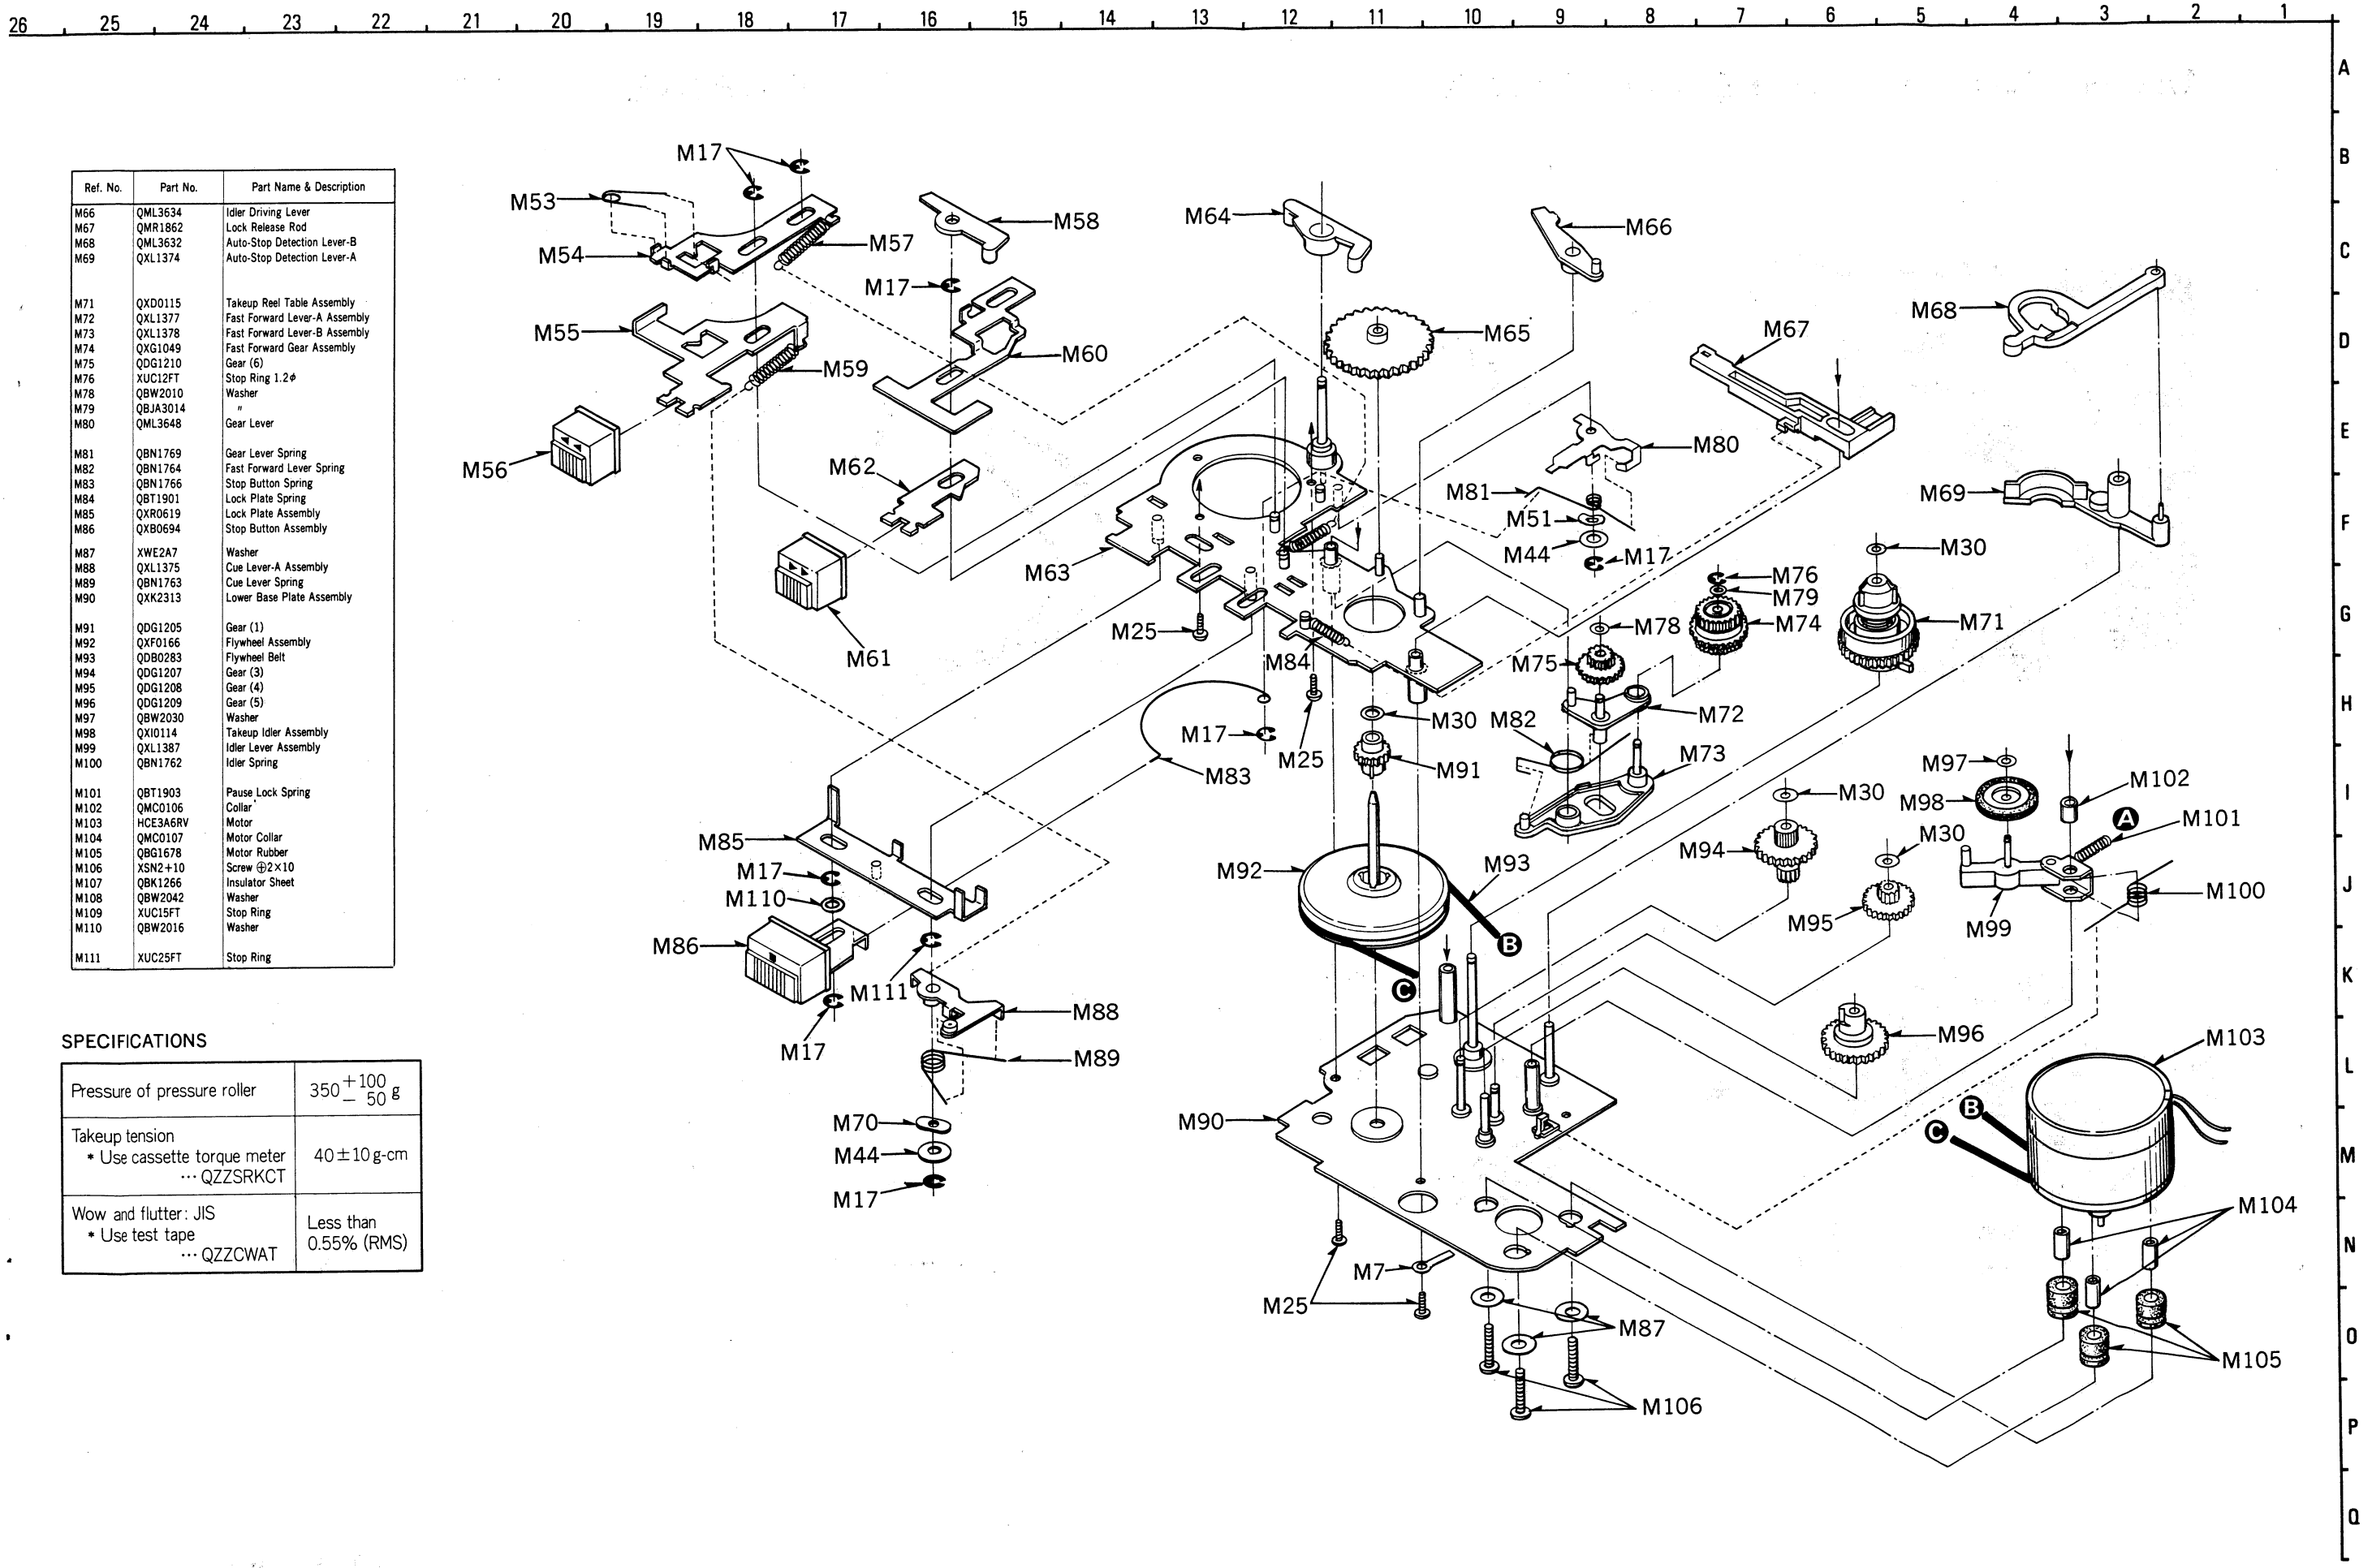 26 25 24 23 22 21 20 19 18 17 16 15 14 13 12 11 10 9 8 7 6 5 4 3 2 1
A
B
C
D
E
F
G
H
I
J
K
L
M
N
O
P
Q
Ref. No. Part No. Part Name & Description
M66 QML3634 Idler Driving Lever
M67 QMR1862 Lock Release Rod
M68 QML3632 Auto-Stop Detection Lever-B
M69 QXL1374 Auto-Stop Detection Lever-A
M71 QXD0115 Takeup Reel Table Assembly
M72 QXL1377 Fast Forward Lever-A Assembly
M73 QXL1378 Fast Forward Lever-B Assembly
M74 QXG1049 Fast Forward Gear Assembly
M75 QDG1210 Gear (6)
M76 XUC12FT Stop Ring 1.2φ
M78 QBW2010 Washer
M79 QBJA3014 "
M80 QML3648 Gear Lever
M81 QBN1769 Gear Lever Spring
M82 QBN1764 Fast Forward Lever Spring
M83 QBN1766 Stop Button Spring
M84 QBT1901 Lock Plate Spring
M85 QXR0619 Lock Plate Assembly
M86 QXB0694 Stop Button Assembly
M87 XWE2A7 Washer
M88 QXL1375 Cue Lever-A Assembly
M89 QBN1763 Cue Lever Spring
M90 QXK2313 Lower Base Plate Assembly
M91 QDG1205 Gear (1)
M92 QXF0166 Flywheel Assembly
M93 QDB0283 Flywheel Belt
M94 QDG1207 Gear (3)
M95 QDG1208 Gear (4)
M96 QDG1209 Gear (5)
M97 QBW2030 Washer
M98 QXI0114 Takeup Idler Assembly
M99 QXL1387 Idler Lever Assembly
M100 QBN1762 Idler Spring
M101 QBT1903 Pause Lock Spring
M102 QMC0106 Collar
M103 HCE3A6RV Motor
M104 QMC0107 Motor Collar
M105 QBG1678 Motor Rubber
M106 XSN2+10 Screw ⊕2×10
M107 QBK1266 Insulator Sheet
M108 QBW2042 Washer
M109 XUC15FT Stop Ring
M110 QBW2016 Washer
M111 XUC25FT Stop Ring
SPECIFICATIONS
Pressure of pressure roller 350 +100 − 50 g
Takeup tension
* Use cassette torque meter 40±10 g-cm
··· QZZSRKCT
Wow and flutter: JIS Less than
* Use test tape 0.55% (RMS)
··· QZZCWAT
M17
M53
M54
M57
M58
M17
M55
M59
M60
M56
M62
M61
M64
M66
M65
M67
M68
M80
M81
M51
M44
M17
M69
M30
M63
M25
M84
M76
M79
M74
M71
M78
M75
M72
M17
M25
M30
M82
M73
M83
M91
M97
M98
M102
A
M101
M30
M85
M92
M93
M94
M30
M17
M110
M95
M99
M100
M86
B
C
M111
M88
M17
M89
M96
M103
M70
M44
M17
M90
B
C
M104
M7
M25
M87
M105
M106